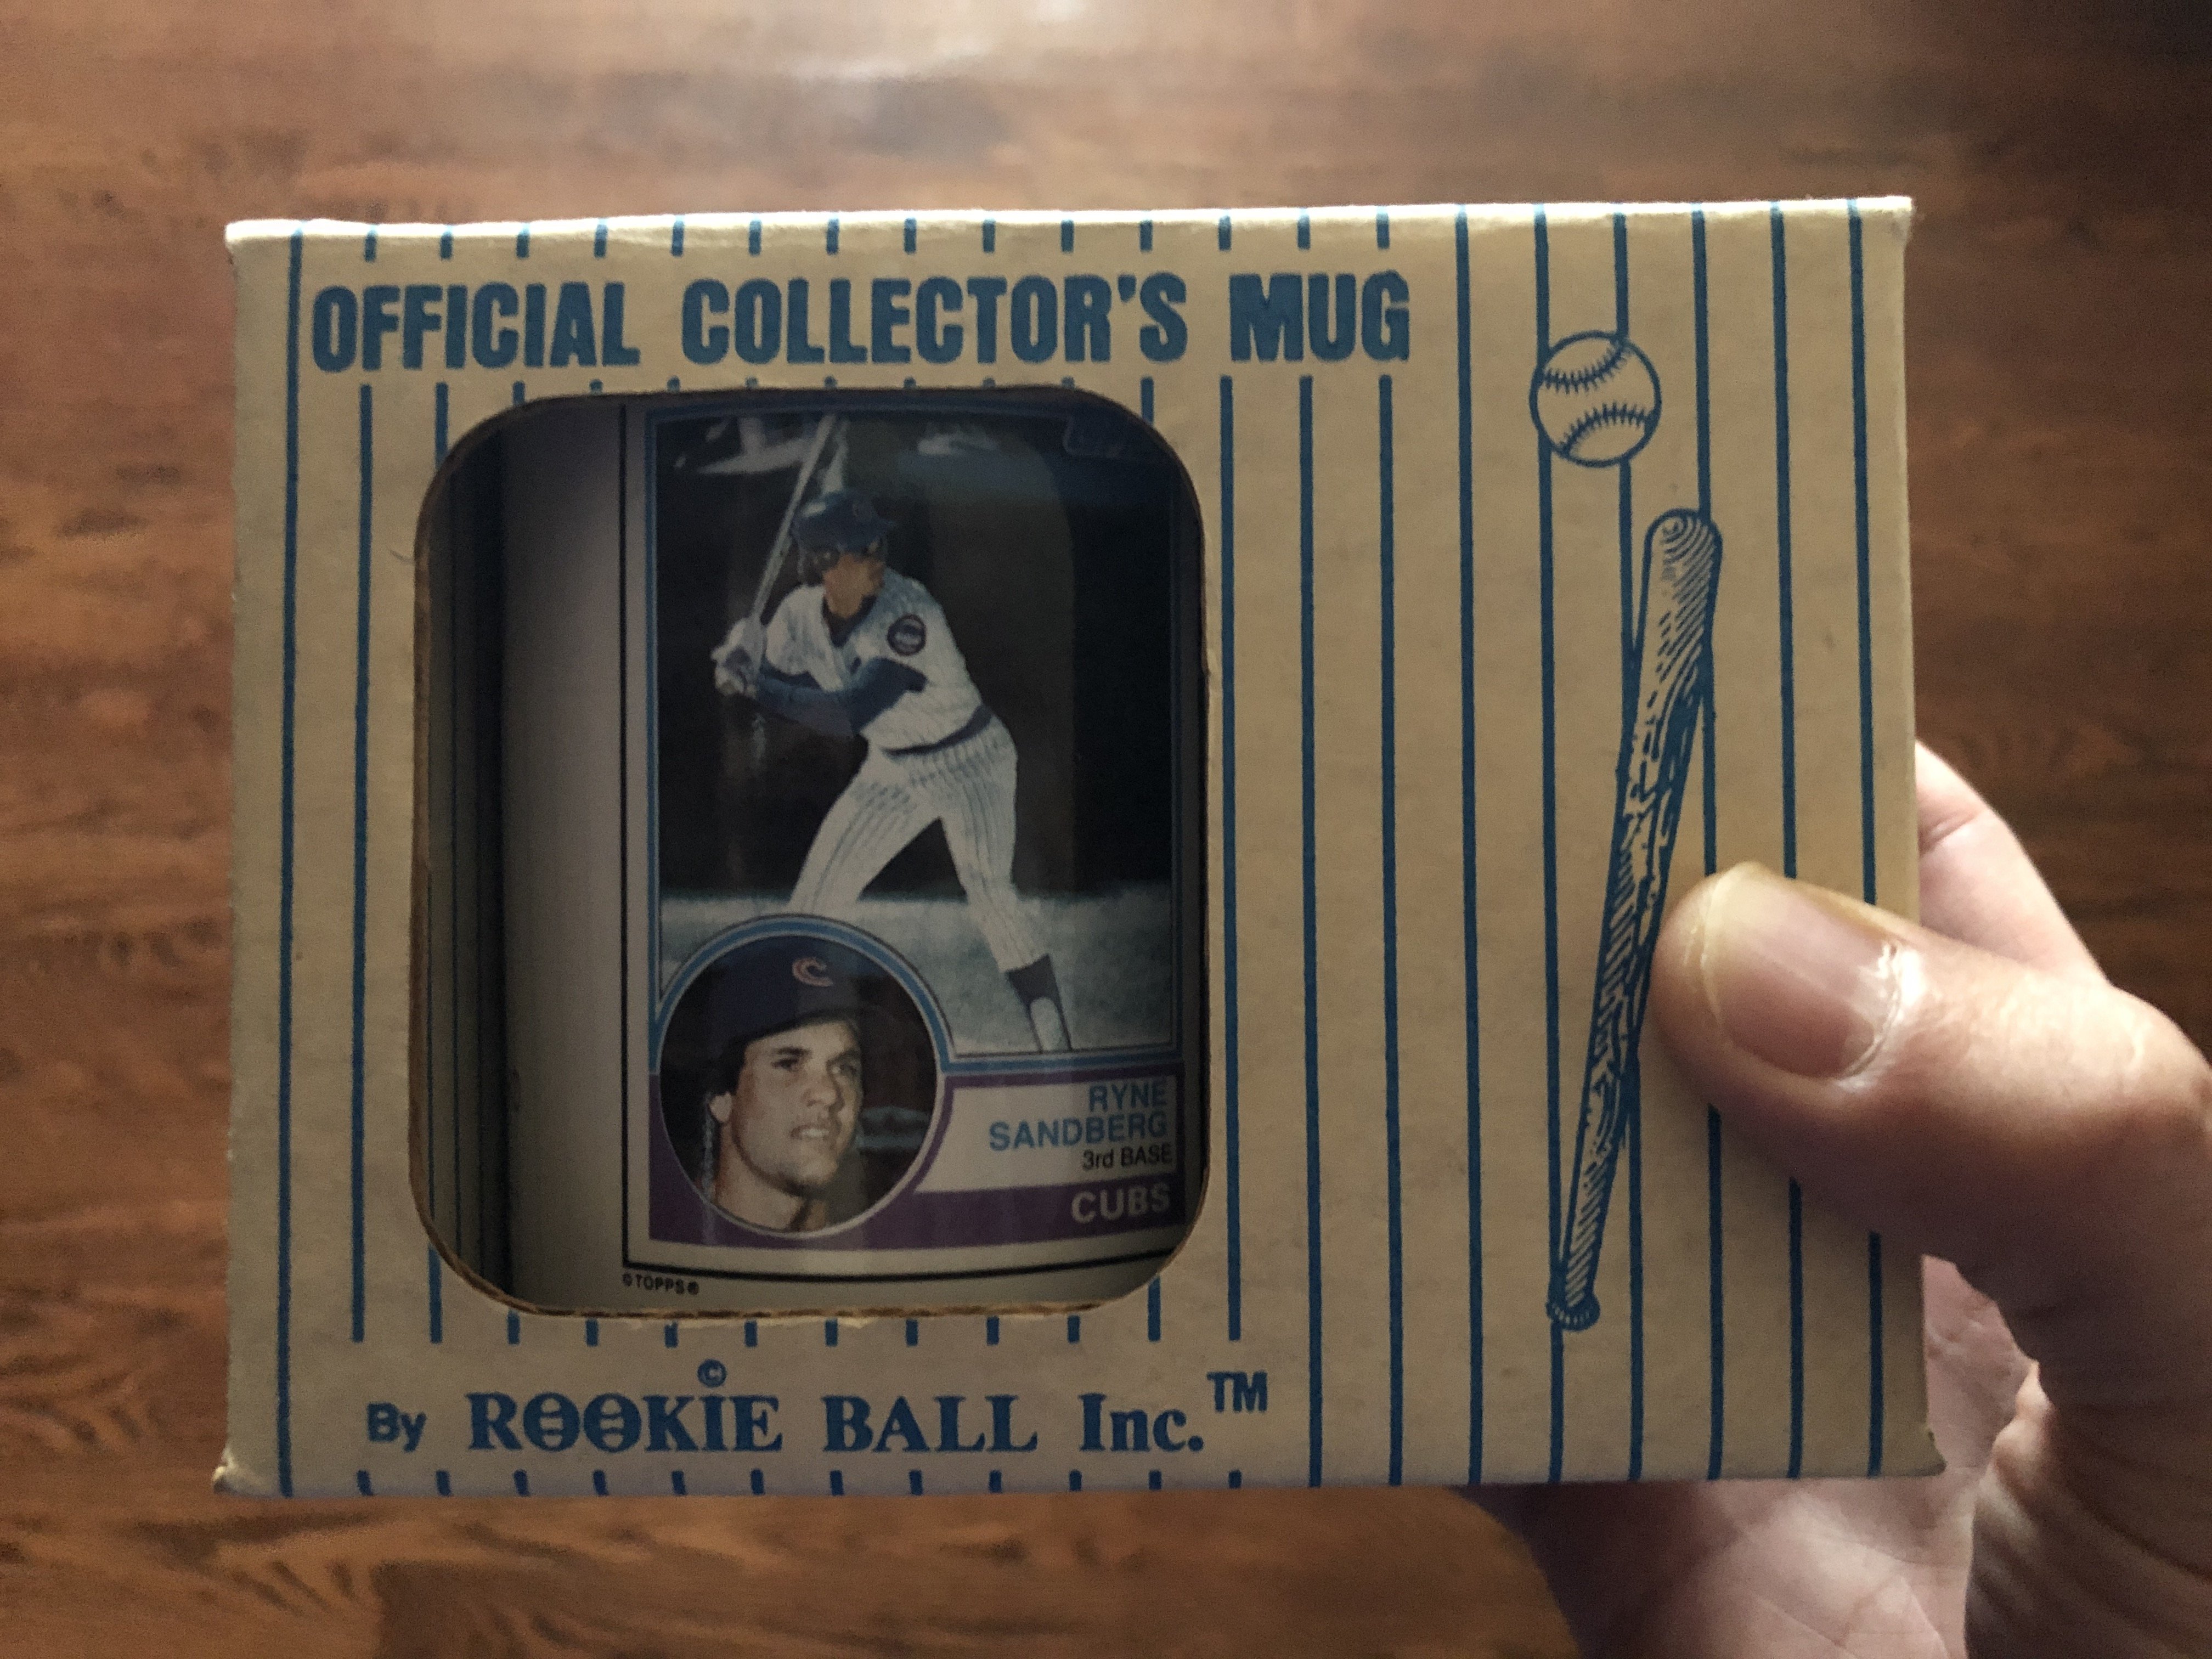 OFFICIAL COLLECTOR'S MUG
C
RYNE
SANDBERG
3rd BASE
CUBS
©TOPPS®
By ROOKiE BALL Inc.™
©